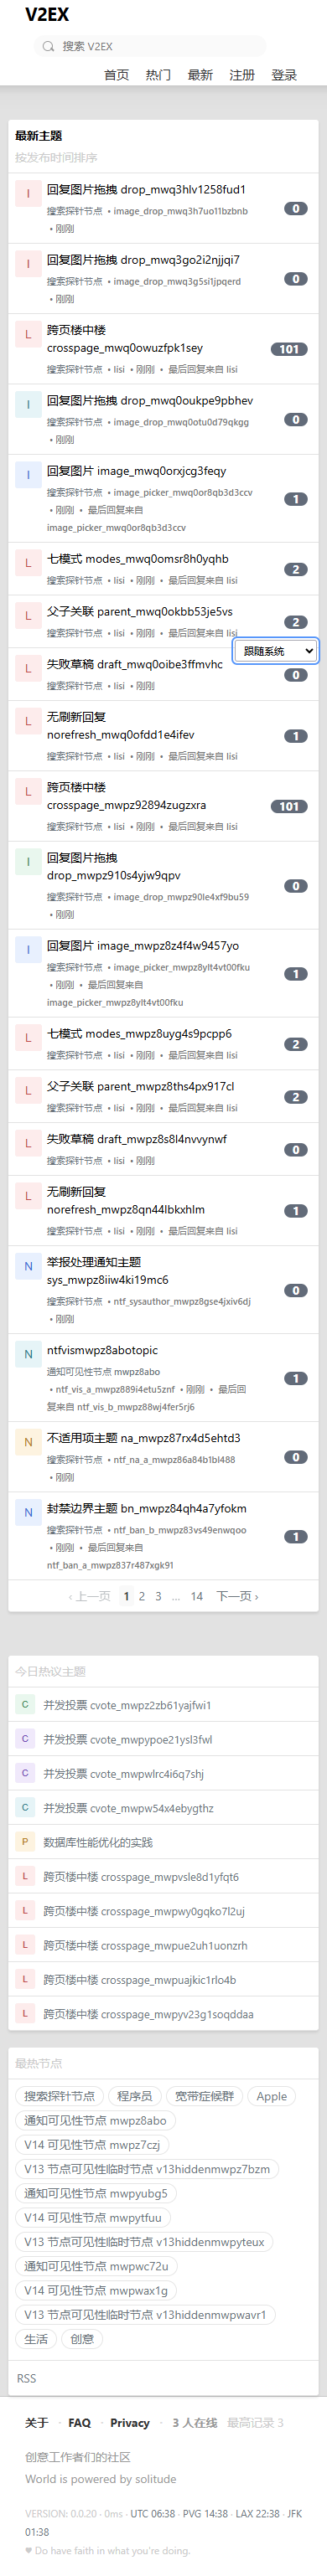 V2EX
搜索 V2EX
首页 热门 最新 注册 登录
最新主题
按发布时间排序
I 回复图片拖拽 drop_mwq3hlv1258fud1
搜索探针节点 • image_drop_mwq3h7uo11bzbnb 0
• 刚刚
I 回复图片拖拽 drop_mwq3go2i2njjqi7
搜索探针节点 • image_drop_mwq3g5si1jpqerd 0
• 刚刚
L 跨页楼中楼
crosspage_mwq0owuzfpk1sey 101
搜索探针节点 • lisi • 刚刚 • 最后回复来自 lisi
I 回复图片拖拽 drop_mwq0oukpe9pbhev
搜索探针节点 • image_drop_mwq0otu0d79qkgg 0
• 刚刚
I 回复图片 image_mwq0orxjcg3feqy
搜索探针节点 • image_picker_mwq0or8qb3d3ccv 1
• 刚刚 • 最后回复来自
image_picker_mwq0or8qb3d3ccv
L 七模式 modes_mwq0omsr8h0yqhb
搜索探针节点 • lisi • 刚刚 • 最后回复来自 lisi 2
L 父子关联 parent_mwq0okbb53je5vs
搜索探针节点 • lisi • 刚刚 • 最后回复来自 lisi 2
跟随系统
L 失败草稿 draft_mwq0oibe3ffmvhc
搜索探针节点 • lisi • 刚刚 0
L 无刷新回复
norefresh_mwq0ofdd1e4ifev 1
搜索探针节点 • lisi • 刚刚 • 最后回复来自 lisi
L 跨页楼中楼
crosspage_mwpz92894zugzxra 101
搜索探针节点 • lisi • 刚刚 • 最后回复来自 lisi
I 回复图片拖拽
drop_mwpz910s4yjw9qpv 0
搜索探针节点 • image_drop_mwpz90le4xf9bu59
• 刚刚
I 回复图片 image_mwpz8z4f4w9457yo
搜索探针节点 • image_picker_mwpz8ylt4vt00fku 1
• 刚刚 • 最后回复来自
image_picker_mwpz8ylt4vt00fku
L 七模式 modes_mwpz8uyg4s9pcpp6
搜索探针节点 • lisi • 刚刚 • 最后回复来自 lisi 2
L 父子关联 parent_mwpz8ths4px917cl
搜索探针节点 • lisi • 刚刚 • 最后回复来自 lisi 2
L 失败草稿 draft_mwpz8s8l4nvvynwf
搜索探针节点 • lisi • 刚刚 0
L 无刷新回复
norefresh_mwpz8qn44lbkxhlm 1
搜索探针节点 • lisi • 刚刚 • 最后回复来自 lisi
N 举报处理通知主题
sys_mwpz8iiw4ki19mc6 0
搜索探针节点 • ntf_sysauthor_mwpz8gse4jxiv6dj
• 刚刚
N ntfvismwpz8abotopic
通知可见性节点 mwpz8abo 1
• ntf_vis_a_mwpz889i4etu5znf • 刚刚 • 最后回
复来自 ntf_vis_b_mwpz88wj4fer5rj6
N 不适用项主题 na_mwpz87rx4d5ehtd3
搜索探针节点 • ntf_na_a_mwpz86a84b1bl488 0
• 刚刚
N 封禁边界主题 bn_mwpz84qh4a7yfokm
搜索探针节点 • ntf_ban_b_mwpz83vs49enwqoo 1
• 刚刚 • 最后回复来自
ntf_ban_a_mwpz837r487xgk91
‹ 上一页 1 2 3 … 14 下一页 ›
今日热议主题
C 并发投票 cvote_mwpz2zb61yajfwi1
C 并发投票 cvote_mwpypoe21ysl3fwl
C 并发投票 cvote_mwpwlrc4i6q7shj
C 并发投票 cvote_mwpw54x4ebygthz
P 数据库性能优化的实践
L 跨页楼中楼 crosspage_mwpvsle8d1yfqt6
L 跨页楼中楼 crosspage_mwpwy0gqko7l2uj
L 跨页楼中楼 crosspage_mwpue2uh1uonzrh
L 跨页楼中楼 crosspage_mwpuajkic1rlo4b
L 跨页楼中楼 crosspage_mwpyv23g1soqddaa
最热节点
搜索探针节点 程序员 宽带症候群 Apple
通知可见性节点 mwpz8abo
V14 可见性节点 mwpz7czj
V13 节点可见性临时节点 v13hiddenmwpz7bzm
通知可见性节点 mwpyubg5
V14 可见性节点 mwpytfuu
V13 节点可见性临时节点 v13hiddenmwpyteux
通知可见性节点 mwpwc72u
V14 可见性节点 mwpwax1g
V13 节点可见性临时节点 v13hiddenmwpwavr1
生活 创意
RSS
关于 · FAQ · Privacy · 3 人在线 最高记录 3
创意工作者们的社区
World is powered by solitude
VERSION: 0.0.20 · 0ms · UTC 06:38 · PVG 14:38 · LAX 22:38 · JFK
01:38
♥ Do have faith in what you're doing.